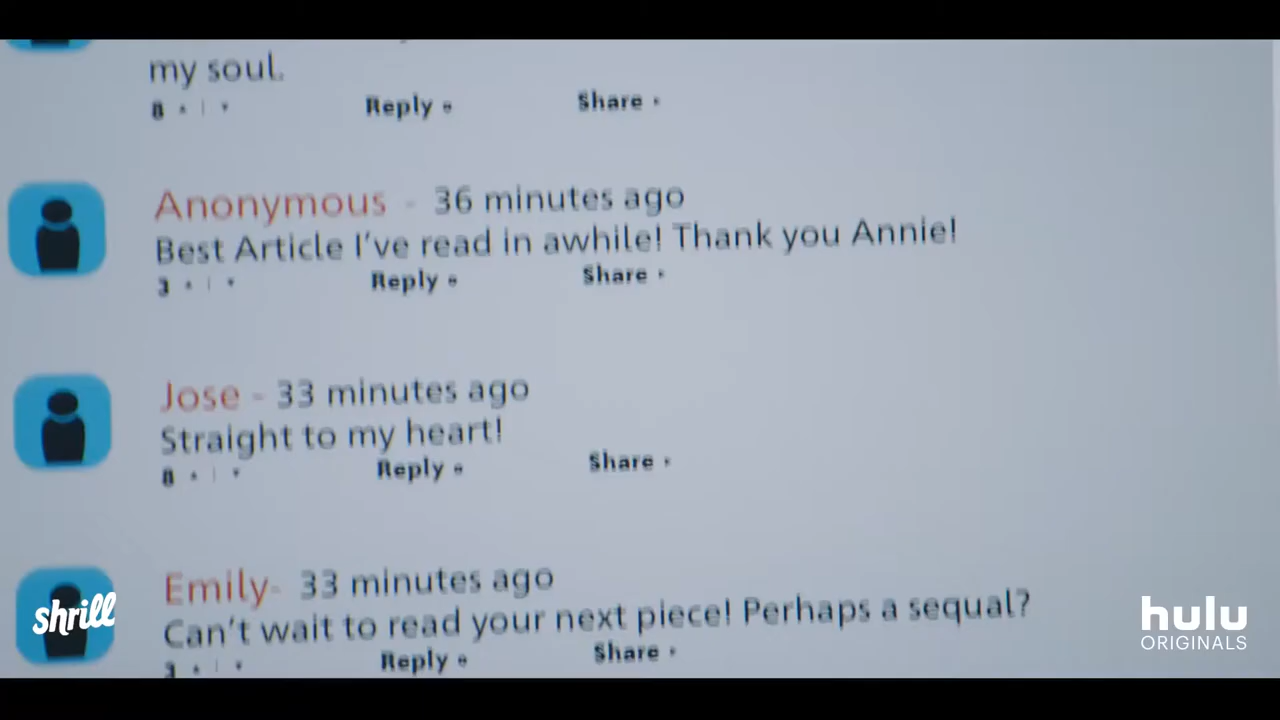 my soul.
8 Reply Share
Anonymous - 36 minutes ago
Best Article I've read in awhile! Thank you Annie!
3 Reply Share
Jose - 33 minutes ago
Straight to my heart!
8 Reply Share
Emily- 33 minutes ago
Can't wait to read your next piece! Perhaps a sequal?
3 Reply Share
shrill
hulu
ORIGINALS